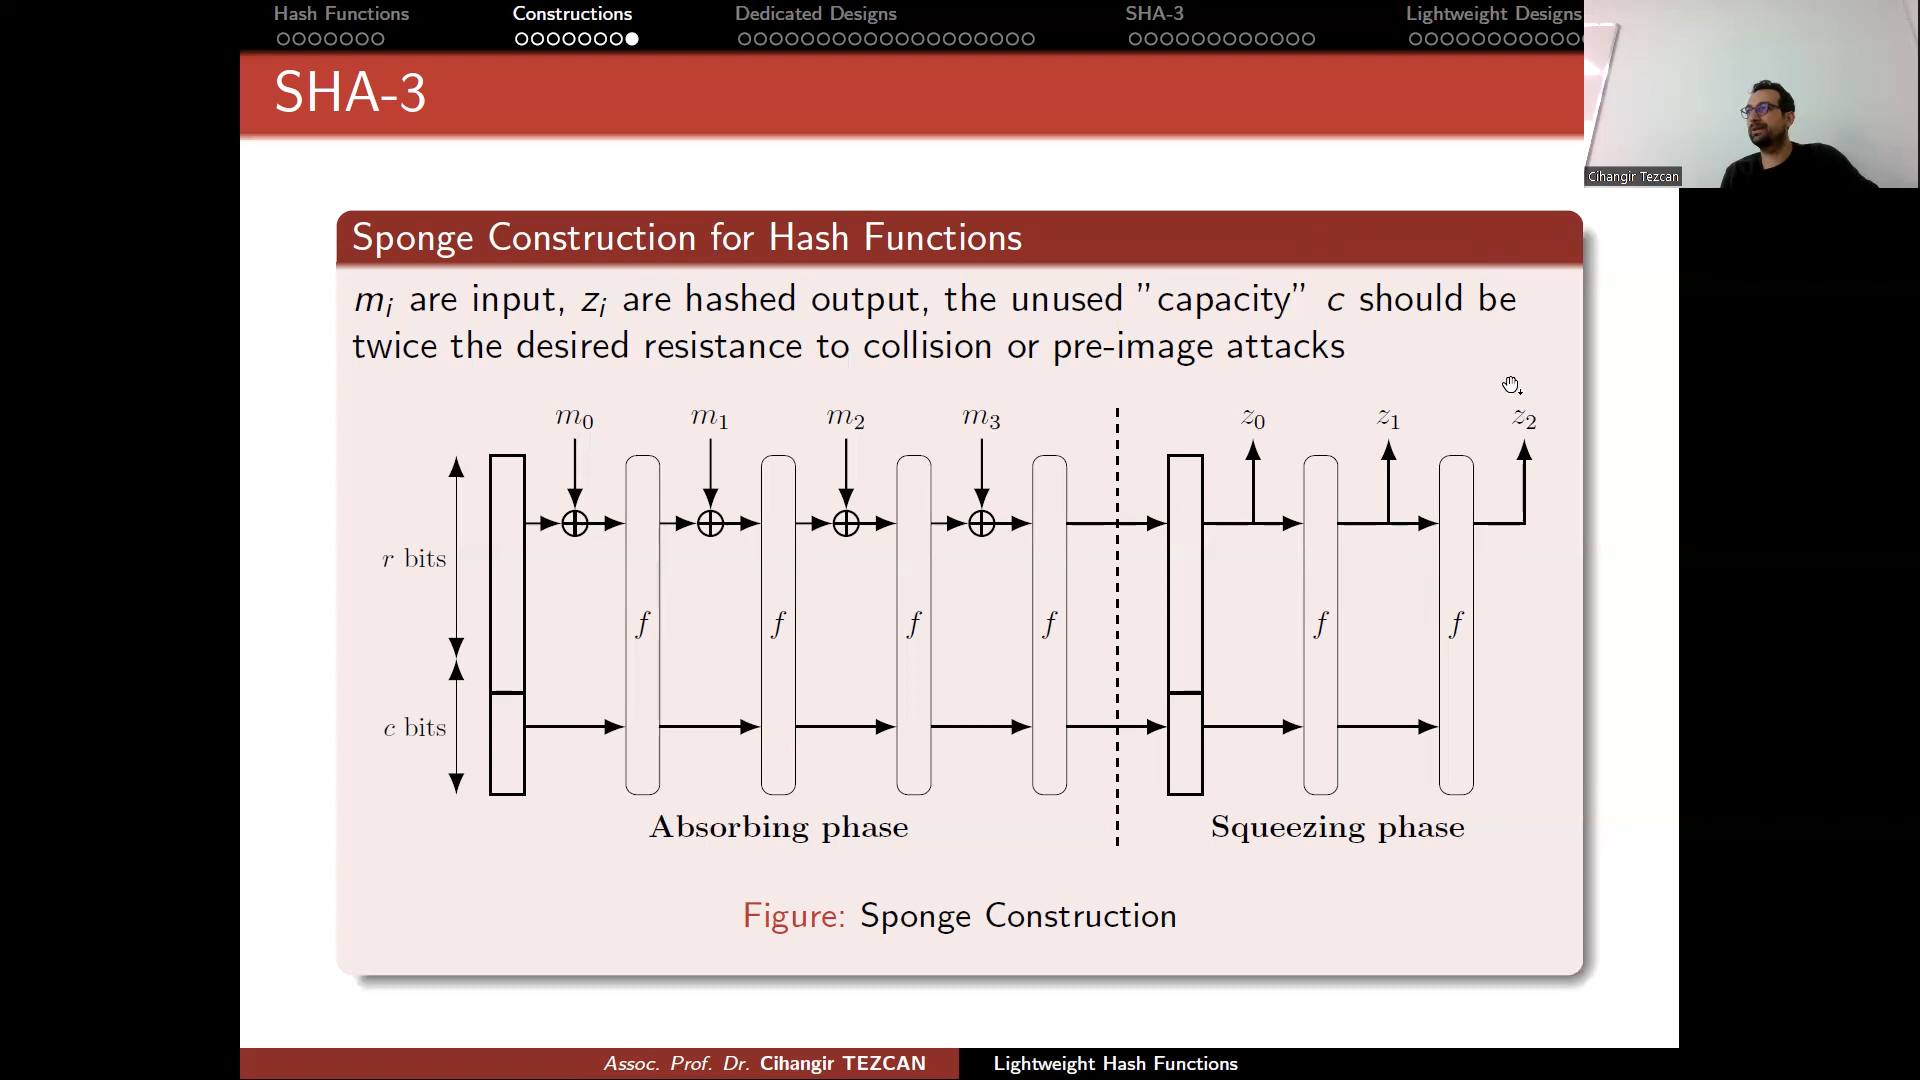 Hash Functions Constructions Dedicated Designs SHA-3 Lightweight Designs
SHA-3
Cihangir Tezcan
Sponge Construction for Hash Functions
mᵢ are input, zᵢ are hashed output, the unused ”capacity” c should be
twice the desired resistance to collision or pre-image attacks
m₀ m₁ m₂ m₃ z₀ z₁ z₂
r bits
f f f f f f
c bits
Absorbing phase Squeezing phase
Figure: Sponge Construction
Assoc. Prof. Dr. Cihangir TEZCAN Lightweight Hash Functions